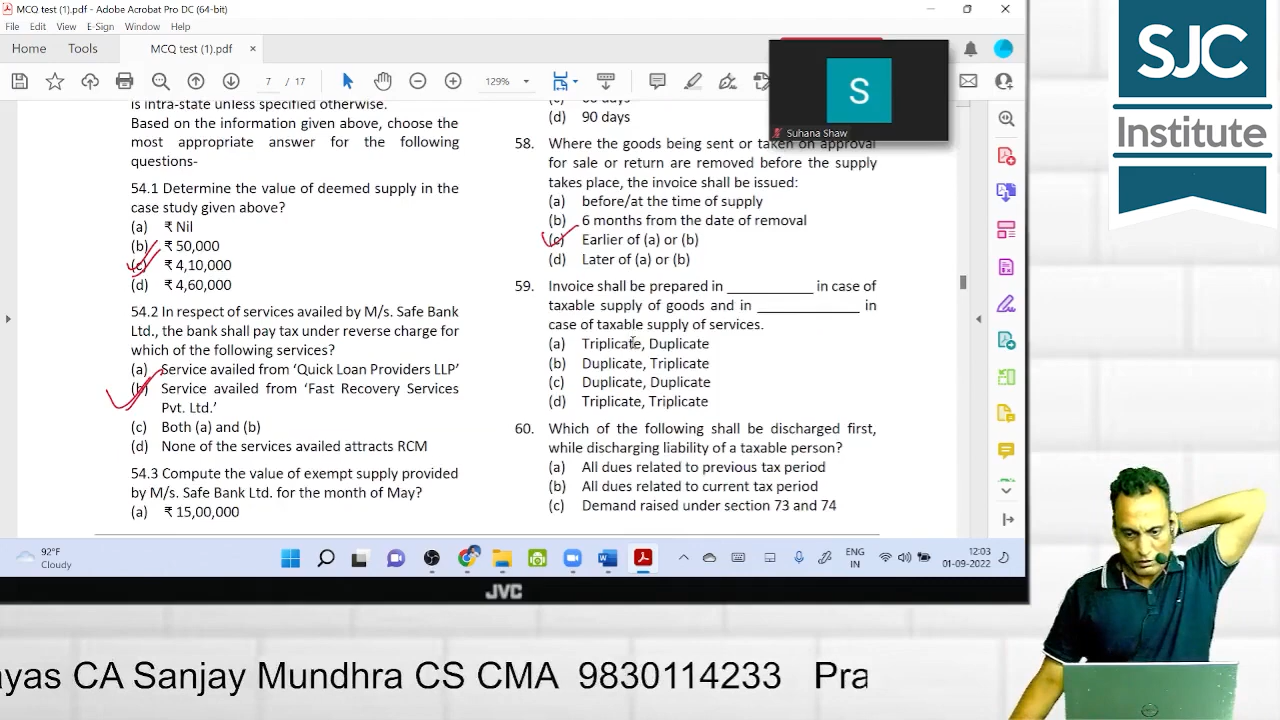 MCQ test (1).pdf - Adobe Acrobat Pro DC (64-bit)
File Edit View E-Sign Window Help
Home Tools MCQ test (1).pdf ×
7 / 17 129%
is intra-state unless specified otherwise.
Based on the information given above, choose the
most appropriate answer for the following
questions-
54.1 Determine the value of deemed supply in the
case study given above?
(a) ₹ Nil
(b) ₹ 50,000
(c) ₹ 4,10,000
(d) ₹ 4,60,000
54.2 In respect of services availed by M/s. Safe Bank
Ltd., the bank shall pay tax under reverse charge for
which of the following services?
(a) Service availed from ‘Quick Loan Providers LLP’
(b) Service availed from ‘Fast Recovery Services
Pvt. Ltd.’
(c) Both (a) and (b)
(d) None of the services availed attracts RCM
54.3 Compute the value of exempt supply provided
by M/s. Safe Bank Ltd. for the month of May?
(a) ₹ 15,00,000
(d) 90 days
58. Where the goods being sent or taken on approval
for sale or return are removed before the supply
takes place, the invoice shall be issued:
(a) before/at the time of supply
(b) 6 months from the date of removal
(c) Earlier of (a) or (b)
(d) Later of (a) or (b)
59. Invoice shall be prepared in ___________ in case of
taxable supply of goods and in _____________ in
case of taxable supply of services.
(a) Triplicate, Duplicate
(b) Duplicate, Triplicate
(c) Duplicate, Duplicate
(d) Triplicate, Triplicate
60. Which of the following shall be discharged first,
while discharging liability of a taxable person?
(a) All dues related to previous tax period
(b) All dues related to current tax period
(c) Demand raised under section 73 and 74
S
Suhana Shaw
SJC
Institute
92°F
Cloudy
ENG
IN
12:03
01-09-2022
JVC
ayas CA Sanjay Mundhra CS CMA 9830114233 Pra